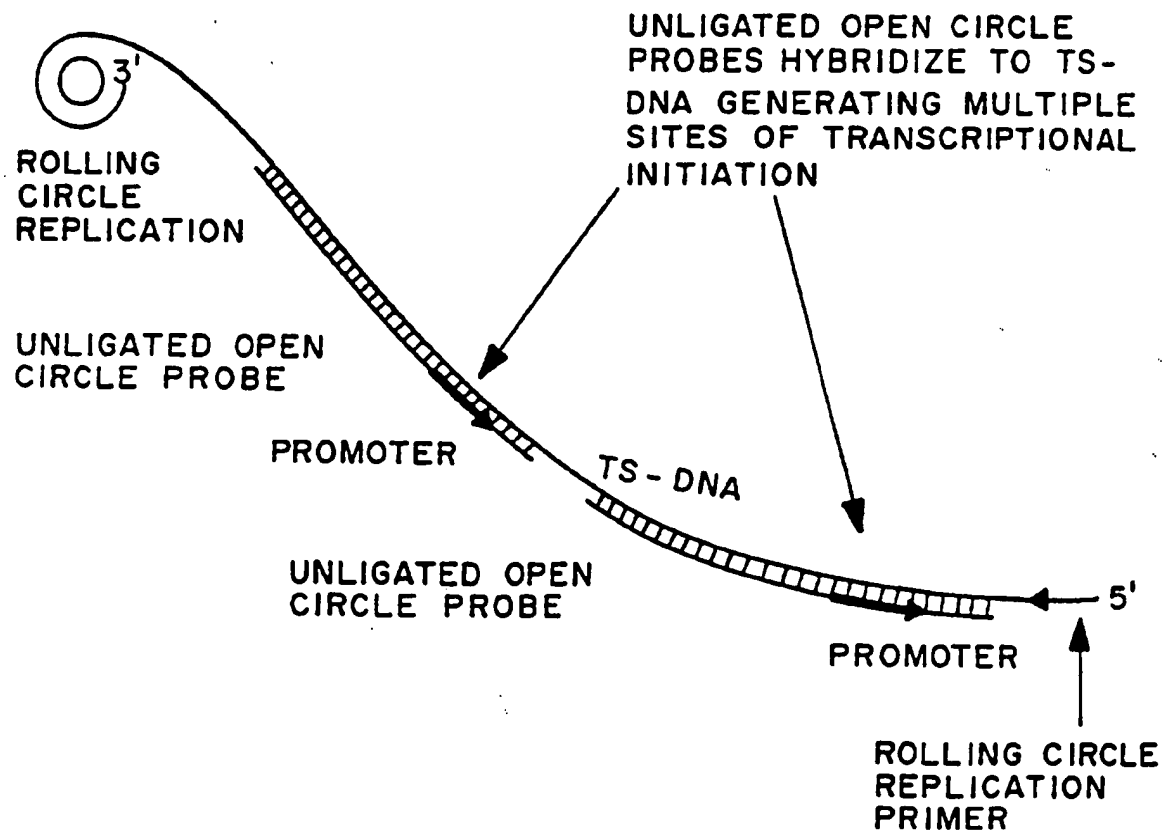 UNLIGATED OPEN CIRCLE
PROBES HYBRIDIZE TO TS-
DNA GENERATING MULTIPLE
SITES OF TRANSCRIPTIONAL
INITIATION
3'
ROLLING
CIRCLE
REPLICATION
UNLIGATED OPEN
CIRCLE PROBE
PROMOTER
TS-DNA
UNLIGATED OPEN
CIRCLE PROBE
5'
PROMOTER
ROLLING CIRCLE
REPLICATION
PRIMER